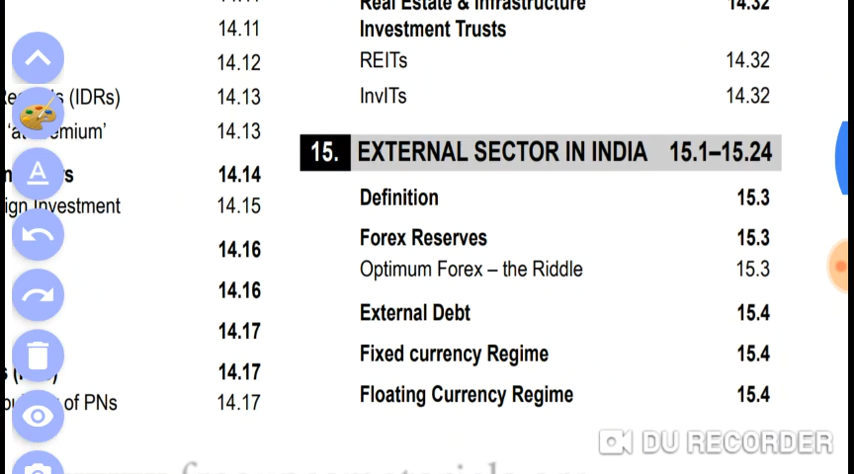 14.11
14.12
(IDRs) 14.13
14.13
14.14
Investment 14.15
14.16
14.16
14.17
14.17
of PNs 14.17
Real Estate & Infrastructure 14.32
Investment Trusts
REITs 14.32
InvITs 14.32
15. EXTERNAL SECTOR IN INDIA 15.1–15.24
Definition 15.3
Forex Reserves 15.3
Optimum Forex – the Riddle 15.3
External Debt 15.4
Fixed currency Regime 15.4
Floating Currency Regime 15.4
DU RECORDER